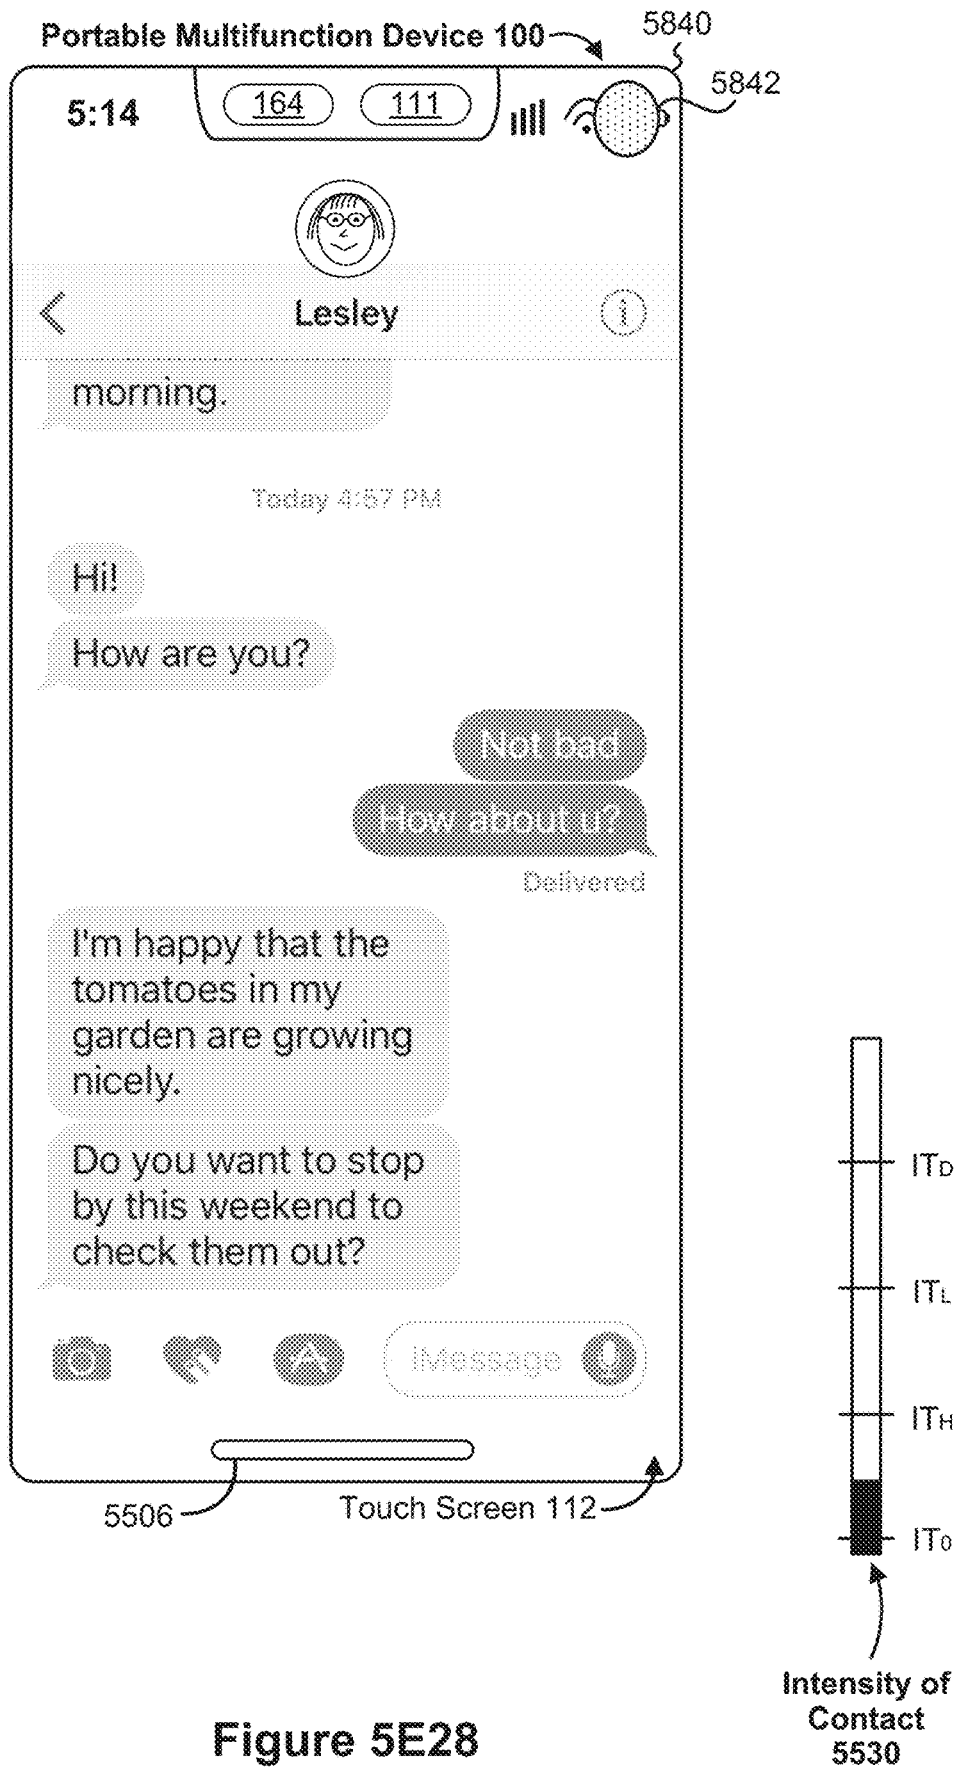 Portable Multifunction Device 100
5840
5842
5:14
164
111
Lesley
morning.
Today 4:57 PM
Hi!
How are you?
Not bad
How about u?
Delivered
I'm happy that the
tomatoes in my
garden are growing
nicely.
Do you want to stop
by this weekend to
check them out?
iMessage
5506
Touch Screen 112
ITD
ITL
ITH
IT0
Intensity of
Contact
5530
Figure 5E28